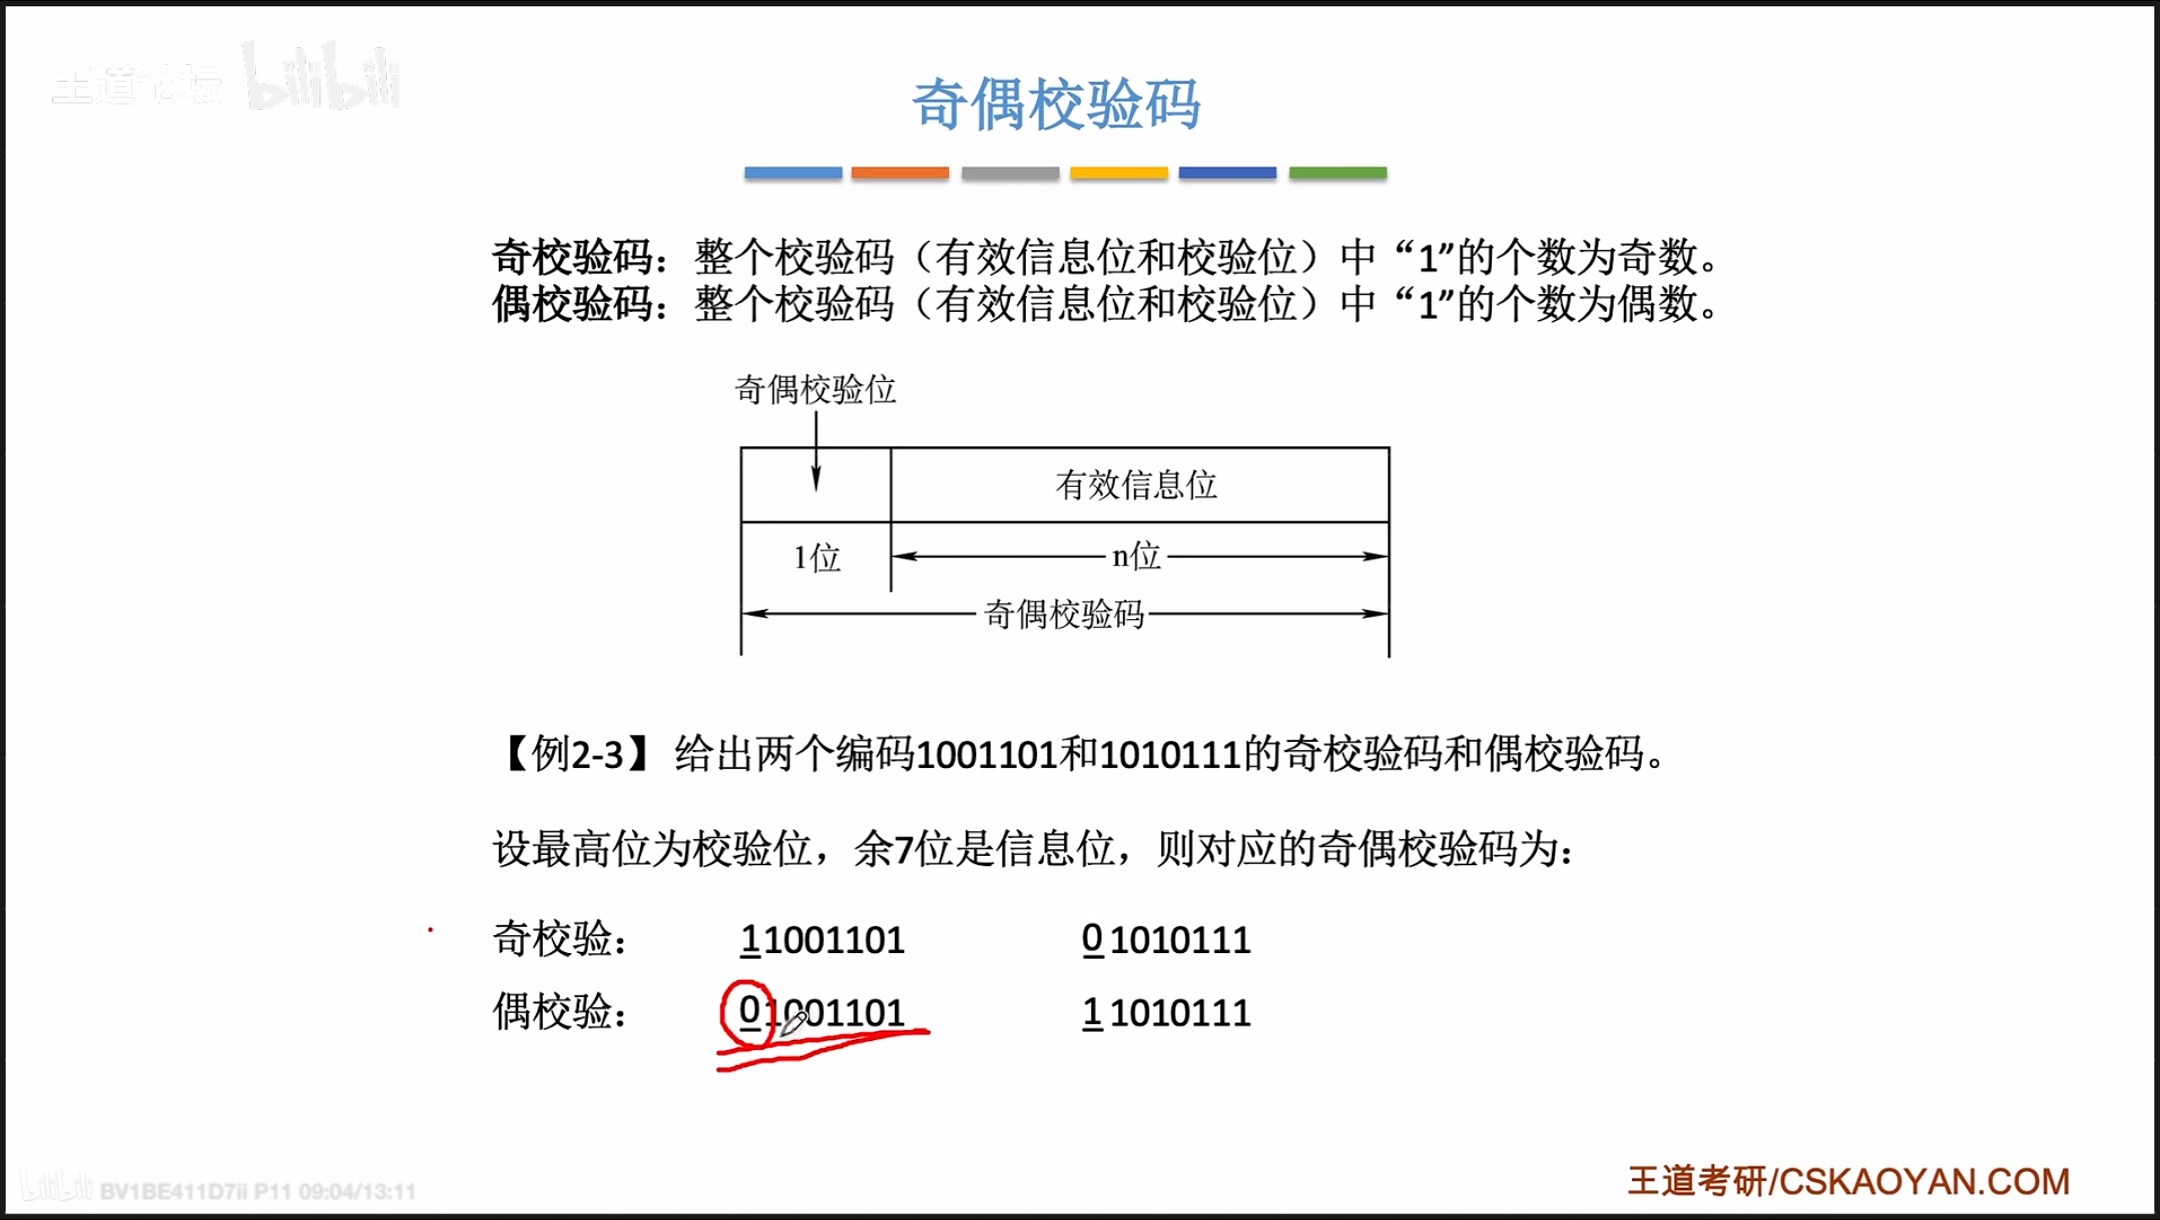 王道论坛 bilibili
奇偶校验码
奇校验码：整个校验码（有效信息位和校验位）中“1”的个数为奇数。
偶校验码：整个校验码（有效信息位和校验位）中“1”的个数为偶数。
奇偶校验位
有效信息位
1位 n位
奇偶校验码
【例2-3】给出两个编码1001101和1010111的奇校验码和偶校验码。
设最高位为校验位，余7位是信息位，则对应的奇偶校验码为：
奇校验： 11001101 01010111
偶校验： 01001101 11010111
王道考研/CSKAOYAN.COM
bilibili BV1BE411D7ii P11 09:04/13:11